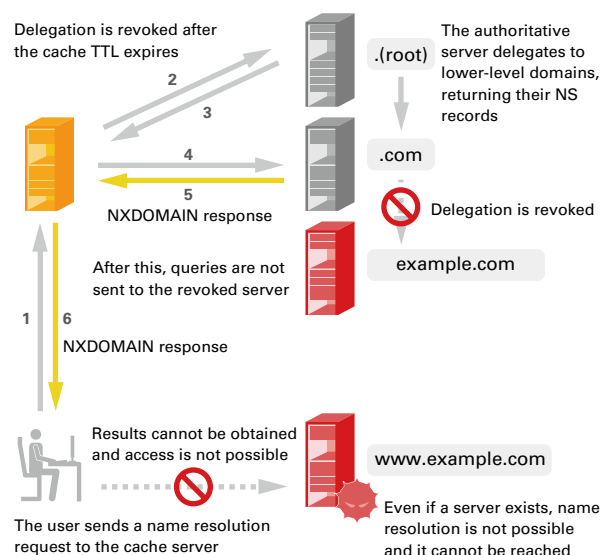 Delegation is revoked after
the cache TTL expires
2
3
.(root)
The authoritative
server delegates to
lower-level domains,
returning their NS
records
4
5
NXDOMAIN response
.com
Delegation is revoked
After this, queries are not
sent to the revoked server
example.com
1
6
NXDOMAIN response
Results cannot be obtained
and access is not possible
www.example.com
The user sends a name resolution
request to the cache server
Even if a server exists, name
resolution is not possible
and it cannot be reached